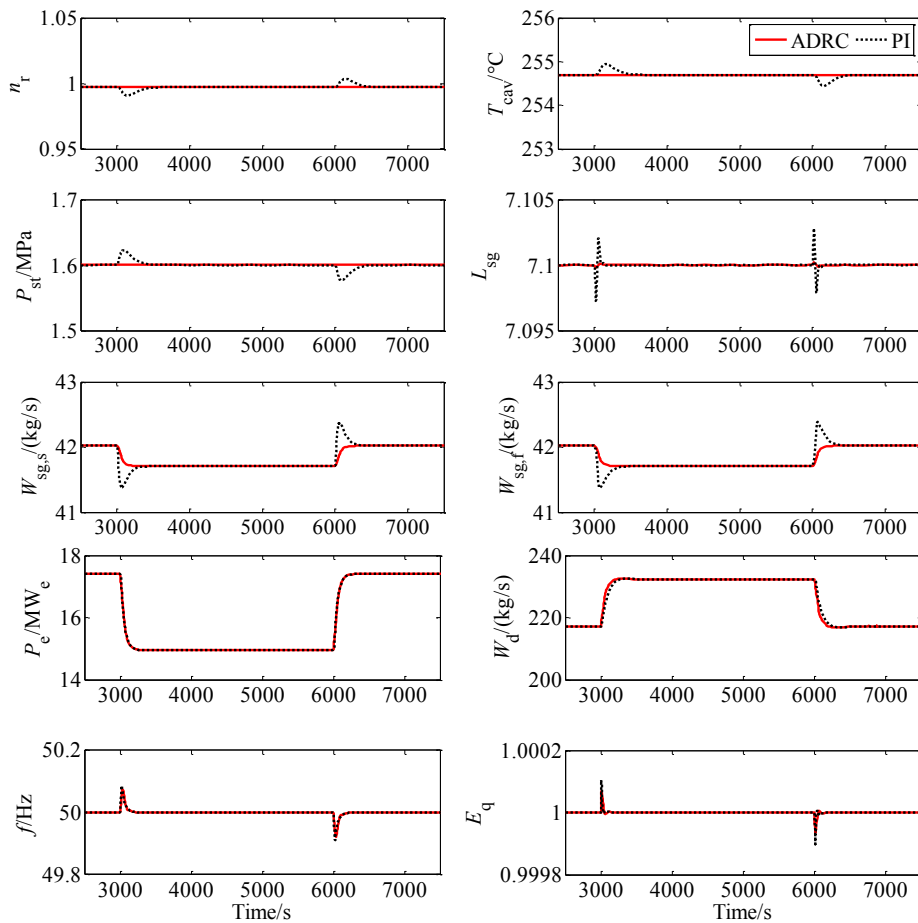 1.05
1
0.95
n_r
3000 4000 5000 6000 7000
256
255
254
253
T_cav/°C
ADRC PI
3000 4000 5000 6000 7000
1.7
1.6
1.5
P_st/MPa
3000 4000 5000 6000 7000
7.105
7.1
7.095
L_sg
3000 4000 5000 6000 7000
43
42
41
W_sg,s/(kg/s)
3000 4000 5000 6000 7000
43
42
41
W_sg,f/(kg/s)
3000 4000 5000 6000 7000
18
16
14
P_e/MW_e
3000 4000 5000 6000 7000
240
220
200
W_d/(kg/s)
3000 4000 5000 6000 7000
50.2
50
49.8
f/Hz
3000 4000 5000 6000 7000
Time/s
1.0002
1
0.9998
E_q
3000 4000 5000 6000 7000
Time/s